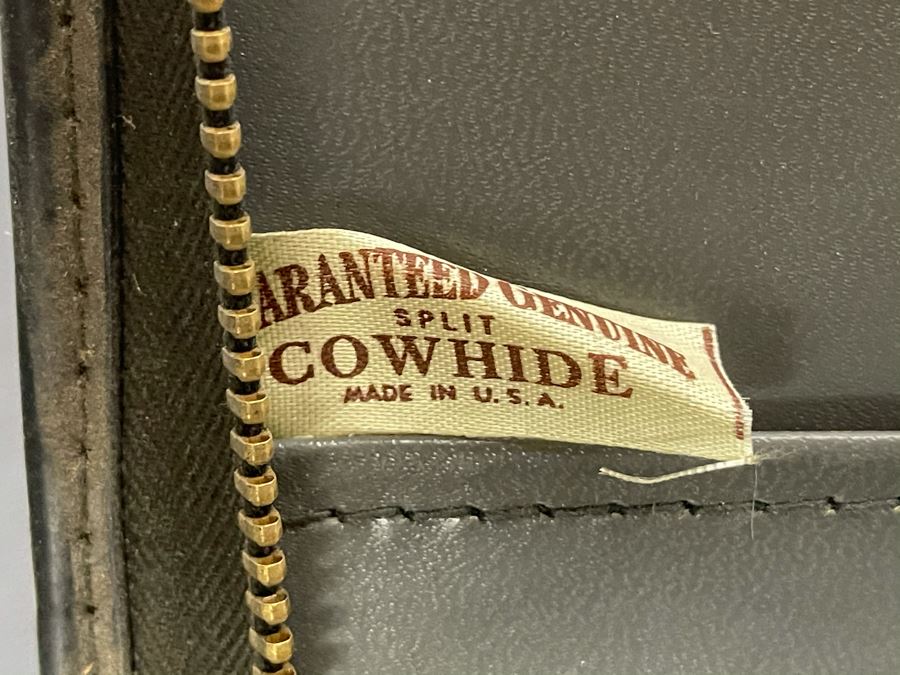 ARANTEED GENUINE
SPLIT
COWHIDE
MADE IN U.S.A.